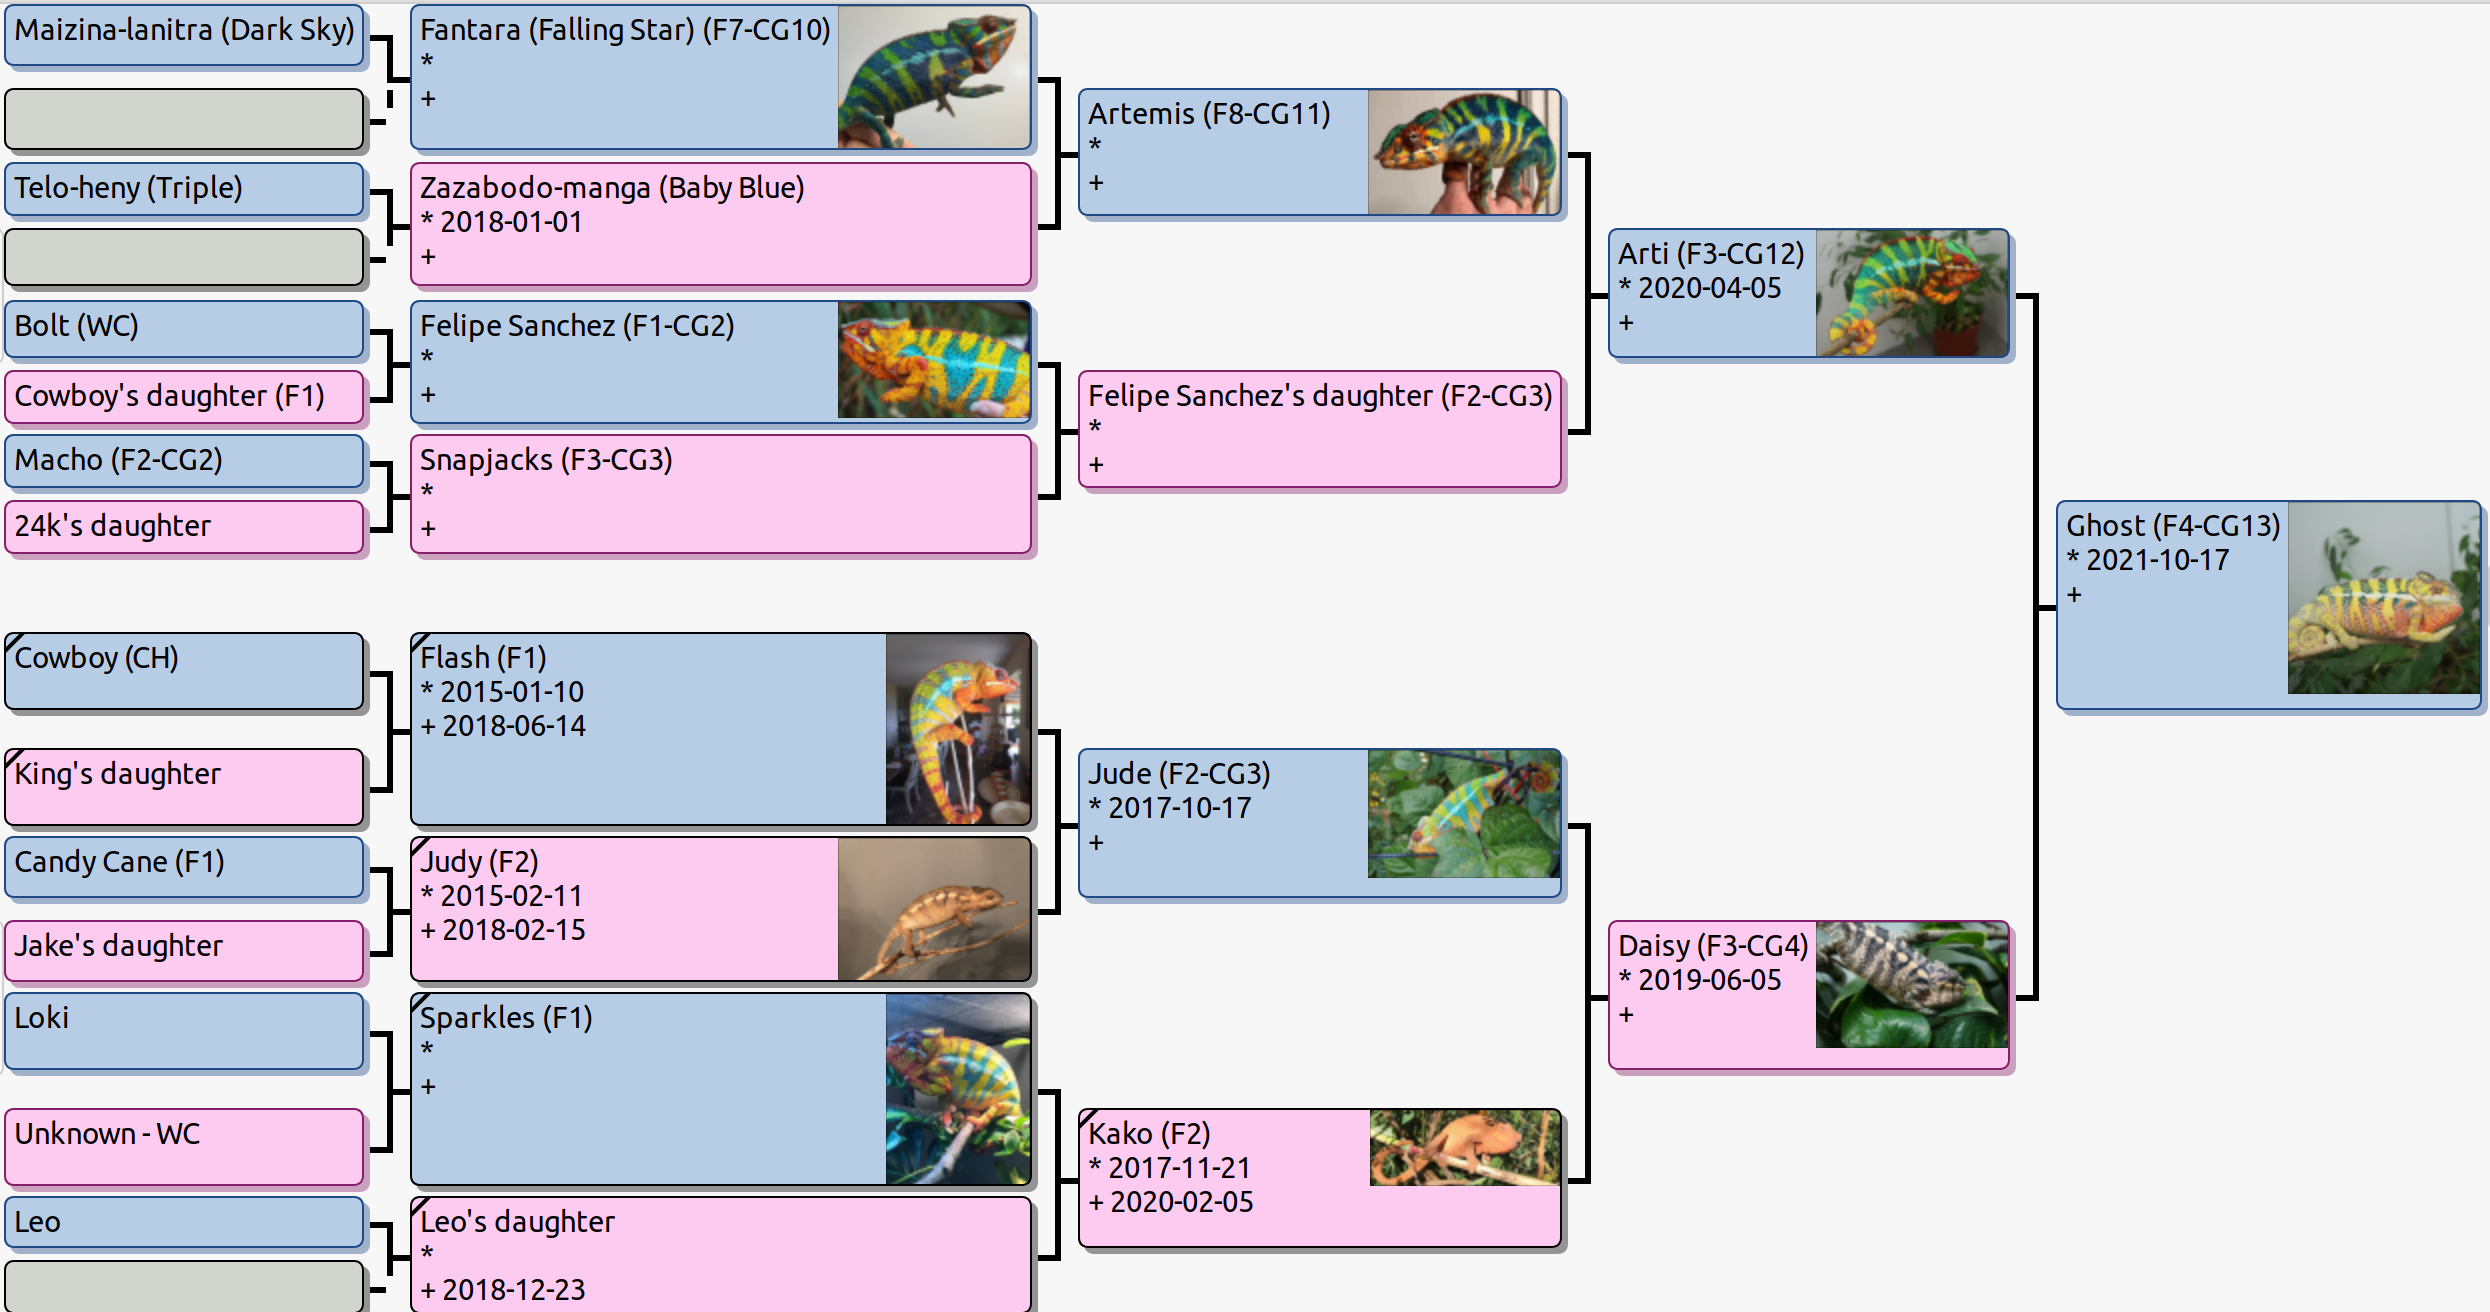 Maizina-lanitra (Dark Sky)
Telo-heny (Triple)
Bolt (WC)
Cowboy's daughter (F1)
Macho (F2-CG2)
24k's daughter
Cowboy (CH)
King's daughter
Candy Cane (F1)
Jake's daughter
Loki
Unknown - WC
Leo
Fantara (Falling Star) (F7-CG10)
*
+
Zazabodo-manga (Baby Blue)
* 2018-01-01
+
Felipe Sanchez (F1-CG2)
*
+
Snapjacks (F3-CG3)
*
+
Flash (F1)
* 2015-01-10
+ 2018-06-14
Judy (F2)
* 2015-02-11
+ 2018-02-15
Sparkles (F1)
*
+
Leo's daughter
*
+ 2018-12-23
Artemis (F8-CG11)
*
+
Felipe Sanchez's daughter (F2-CG3)
*
+
Jude (F2-CG3)
* 2017-10-17
+
Kako (F2)
* 2017-11-21
+ 2020-02-05
Arti (F3-CG12)
* 2020-04-05
+
Daisy (F3-CG4)
* 2019-06-05
+
Ghost (F4-CG13)
* 2021-10-17
+